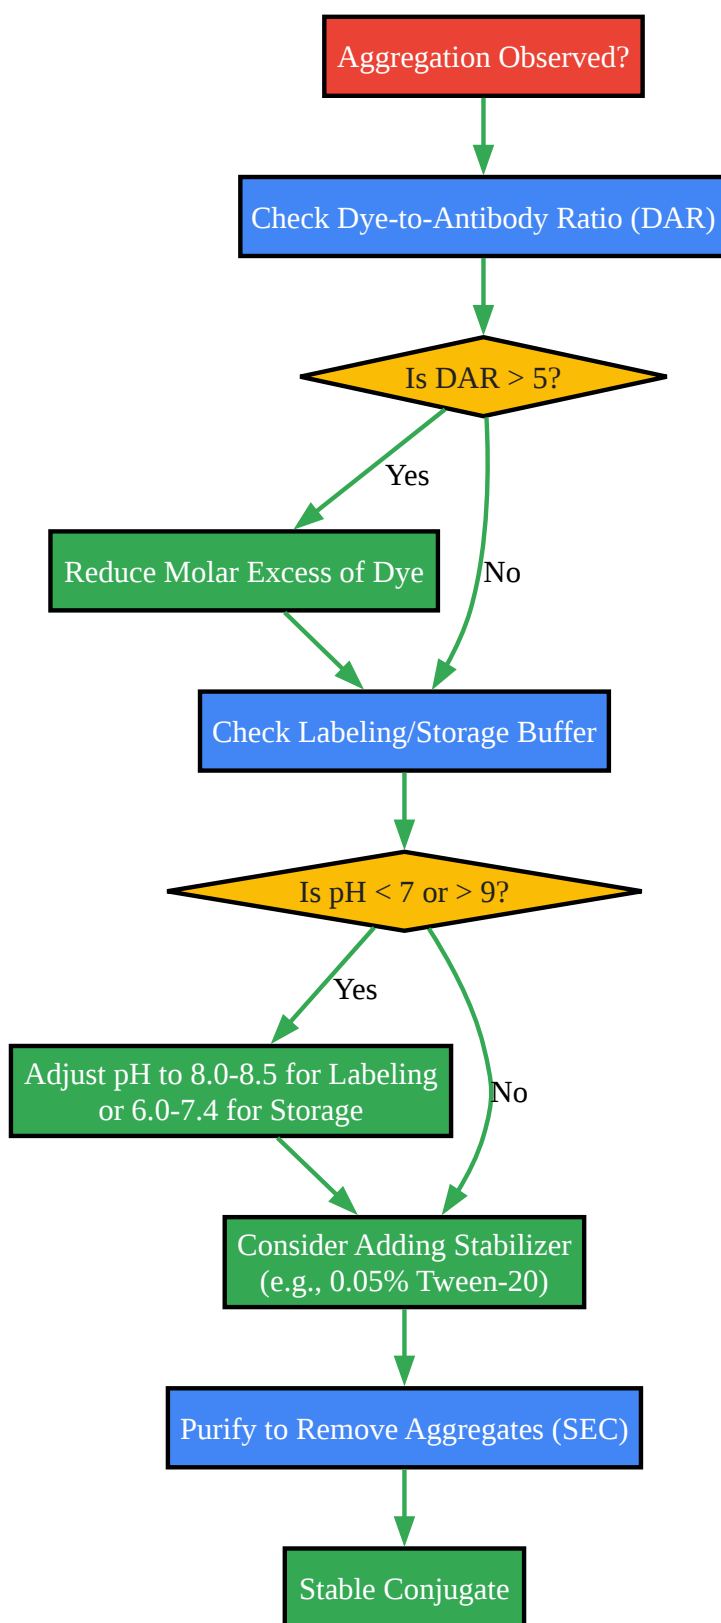 Aggregation Observed?
Check Dye-to-Antibody Ratio (DAR)
Is DAR > 5?
Yes
Reduce Molar Excess of Dye
No
Check Labeling/Storage Buffer
Is pH < 7 or > 9?
Yes
Adjust pH to 8.0-8.5 for Labeling
or 6.0-7.4 for Storage
No
Consider Adding Stabilizer
(e.g., 0.05% Tween-20)
Purify to Remove Aggregates (SEC)
Stable Conjugate